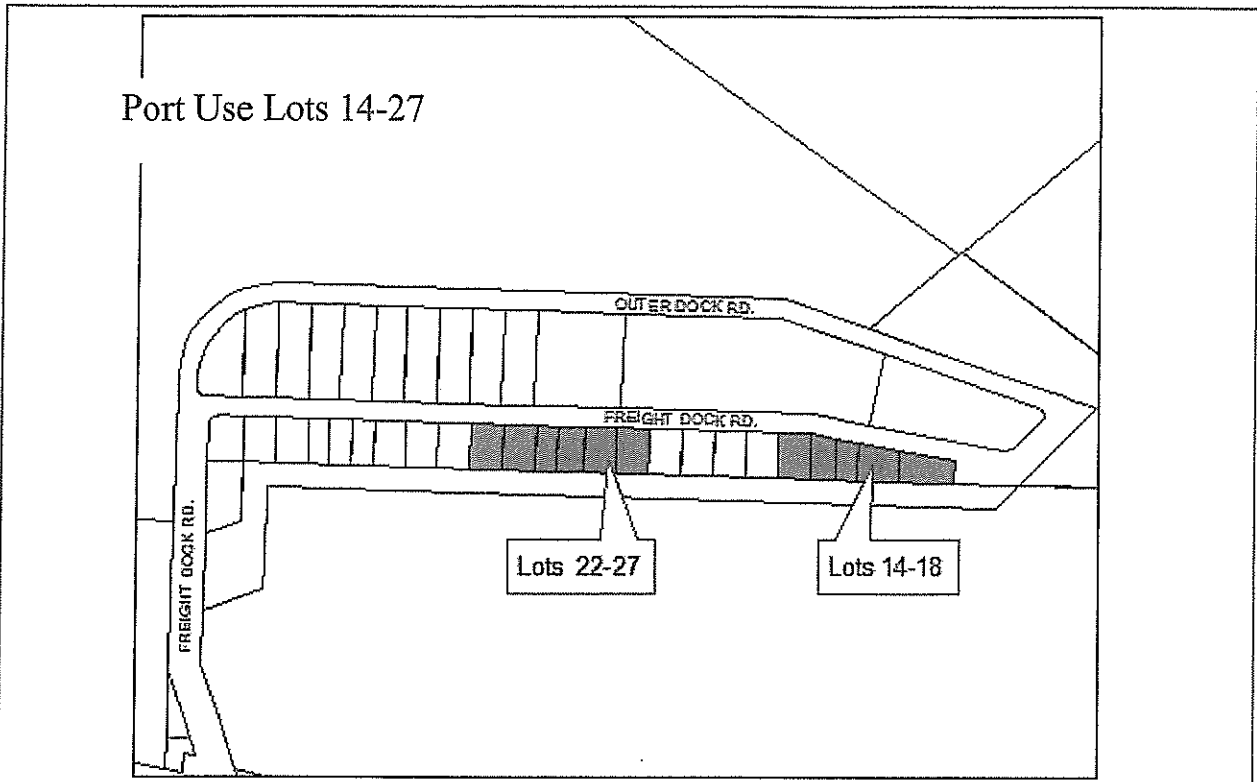 Port Use Lots 14-27
OUTER DOCK RD.
FREIGHT DOCK RD.
FREIGHT DOCK RD.
Lots 22-27
Lots 14-18